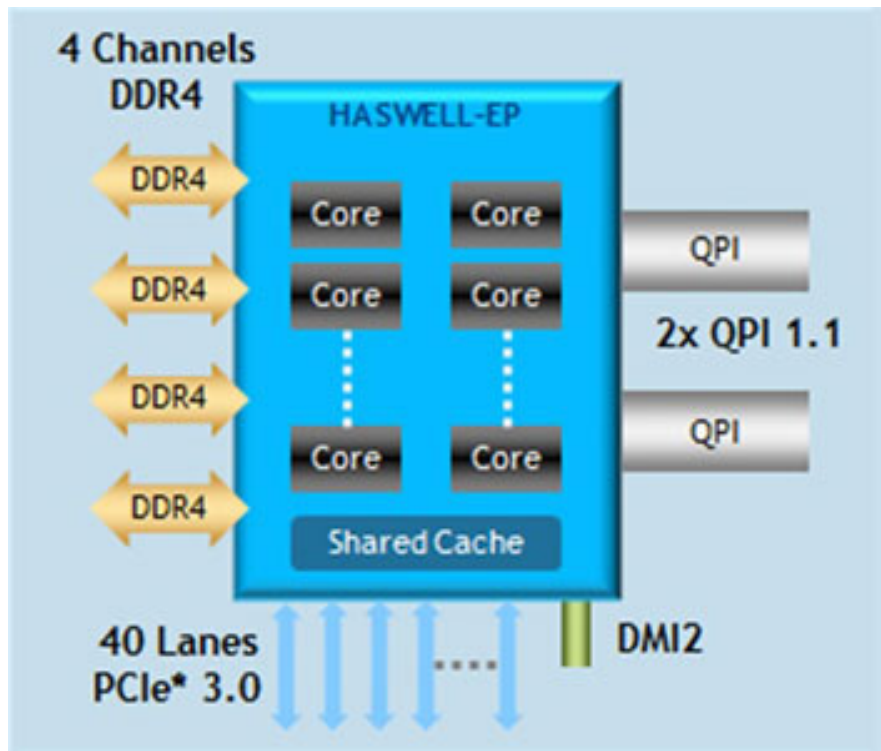 4 Channels
DDR4
HASWELL-EP
DDR4
Core Core
QPI
DDR4
Core Core
2x QPI 1.1
DDR4
QPI
Core Core
DDR4
Shared Cache
40 Lanes
PCIe* 3.0
DMI2